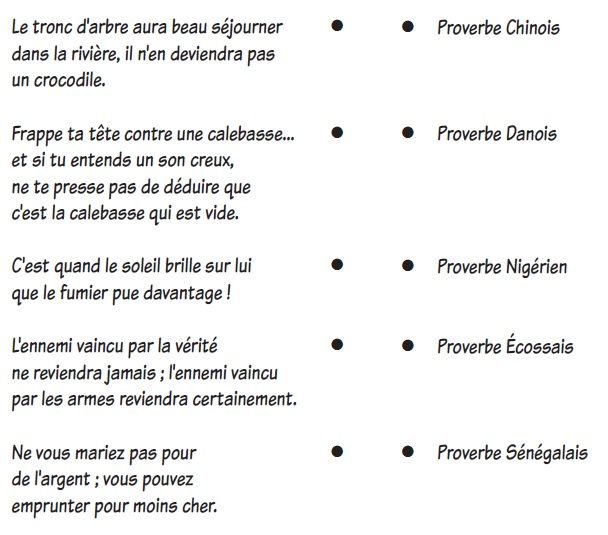 Le tronc d'arbre aura beau séjourner
dans la rivière, il n'en deviendra pas
un crocodile.
Proverbe Chinois
Frappe ta tête contre une calebasse...
et si tu entends un son creux,
ne te presse pas de déduire que
c'est la calebasse qui est vide.
Proverbe Danois
C'est quand le soleil brille sur lui
que le fumier pue davantage !
Proverbe Nigérien
L'ennemi vaincu par la vérité
ne reviendra jamais ; l'ennemi vaincu
par les armes reviendra certainement.
Proverbe Écossais
Ne vous mariez pas pour
de l'argent ; vous pouvez
emprunter pour moins cher.
Proverbe Sénégalais